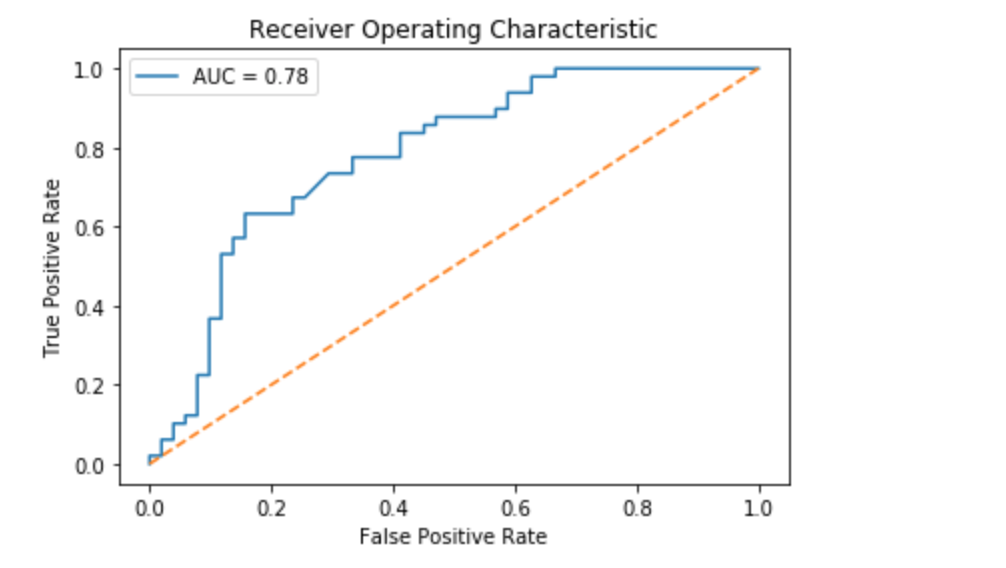 Receiver Operating Characteristic
AUC = 0.78
1.0
0.8
0.6
0.4
0.2
0.0
True Positive Rate
0.0 0.2 0.4 0.6 0.8 1.0
False Positive Rate